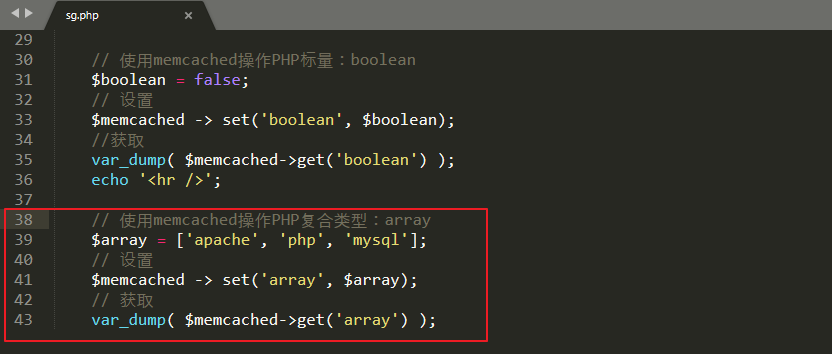 sg.php
29
30 // 使用memcached操作PHP标量：boolean
31 $boolean = false;
32 // 设置
33 $memcached -> set('boolean', $boolean);
34 //获取
35 var_dump( $memcached->get('boolean') );
36 echo '<hr />';
37
38 // 使用memcached操作PHP复合类型：array
39 $array = ['apache', 'php', 'mysql'];
40 // 设置
41 $memcached -> set('array', $array);
42 // 获取
43 var_dump( $memcached->get('array') );